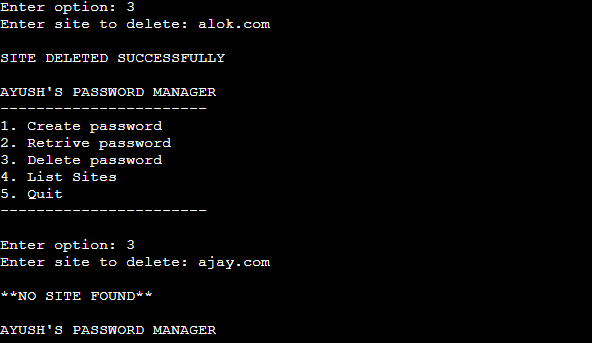 Enter option: 3
Enter site to delete: alok.com
SITE DELETED SUCCESSFULLY
AYUSH'S PASSWORD MANAGER
-----------------------
1. Create password
2. Retrive password
3. Delete password
4. List Sites
5. Quit
-----------------------
Enter option: 3
Enter site to delete: ajay.com
**NO SITE FOUND**
AYUSH'S PASSWORD MANAGER